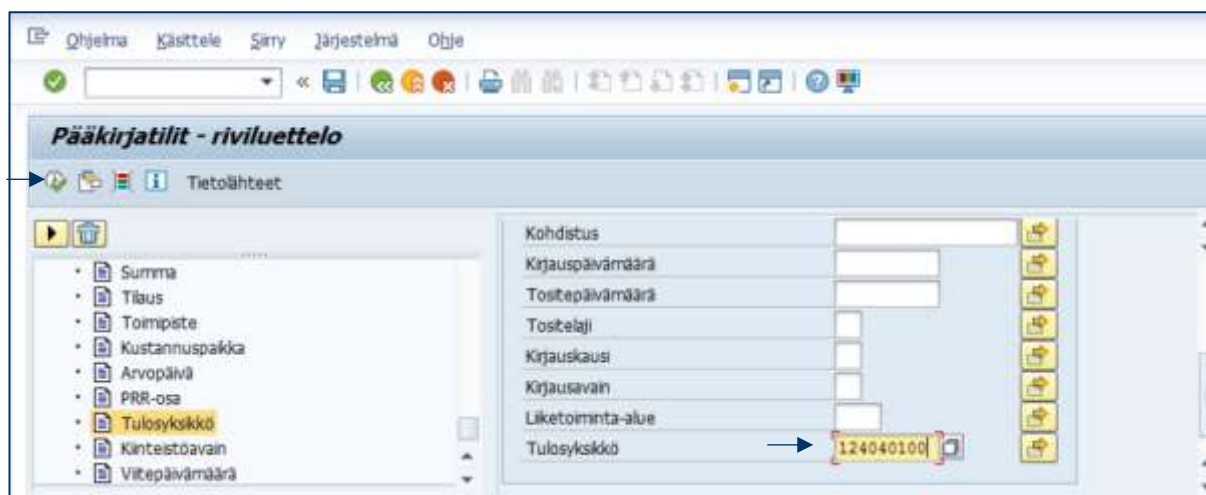 Ohjelma Käsittele Siirry Järjestelmä Ohje
Pääkirjatilit - riviluettelo
Tietolähteet
Summa
Tilaus
Toimipiste
Kustannuspaikka
Arvopäivä
PRR-osa
Tulosyksikkö
Kiinteistöavain
Viitepäivämäärä
Kohdistus
Kirjauspäivämäärä
Tositepäivämäärä
Tositelaji
Kirjauskausi
Kirjausavain
Liiketoiminta-alue
Tulosyksikkö 124040100